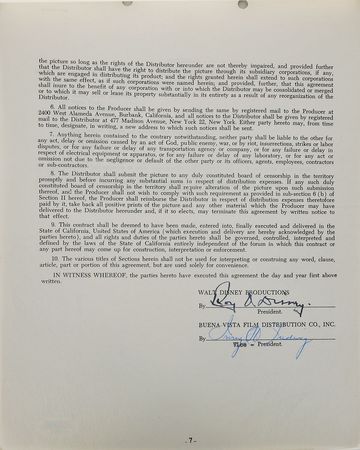 the picture so long as the rights of the Distributor hereunder are not thereby impaired, and provided further
that the Distributor shall have the right to distribute the picture through its subsidiary corporations, if any,
which are engaged in distributing its product; and the rights granted herein shall extend to such corporations
with the same effect, as if such corporations were named herein; and provided, further, that this agreement
shall inure to the benefit of any corporation with or into which the Distributor may be consolidated or merged
or to which it may sell or lease its property substantially in its entirety as a result of any reorganization of the
Distributor.
6. All notices to the Producer shall be given by sending the same by registered mail to the Producer at
2400 West Alameda Avenue, Burbank, California, and all notices to the Distributor shall be given by registered
mail to the Distributor at 477 Madison Avenue, New York 22, New York. Either party hereto may, from time
to time, designate, in writing, a new address to which such notices shall be sent.
7. Anything herein contained to the contrary notwithstanding, neither party shall be liable to the other for
any act, delay or omission caused by an act of God, public enemy, war, or by riot, insurrections, strikes or labor
disputes; or for any failure or delay of any transportation agency or company, or for any failure or delay in
respect of electrical equipment or apparatus, or for any failure or delay of any laboratory, or for any act or
omission not due to the negligence or default of the other party or its officers, agents, employees, contractors
or sub-contractors.
8. The Distributor shall submit the picture to any duly constituted board of censorship in the territory
promptly and before incurring any substantial sums in respect of distribution expenses. If any such duly
constituted board of censorship in the territory shall require alteration of the picture upon such submission
thereof, and the Producer shall not wish to comply with such requirement as provided in sub-section 6 (b) of
Section II hereof, the Producer shall reimburse the Distributor in respect of distribution expenses theretofore
paid by it, take back all positive prints of the picture and any other material which the Producer may have
delivered to the Distributor hereunder and, if it so elects, may terminate this agreement by written notice to
that effect.
9. This contract shall be deemed to have been made, entered into, finally executed and delivered in the
State of California, United States of America (which execution and delivery are hereby acknowledged by the
parties hereto), and all rights and duties of the parties hereto shall be governed, controlled, interpreted and
defined by the laws of the State of California entirely independent of the forum in which this contract or
any part hereof may come up for construction, interpretation or enforcement.
10. The various titles of Sections herein shall not be used for interpreting or construing any word, clause,
article, part or portion of this agreement, but are used solely for convenience.
IN WITNESS WHEREOF, the parties hereto have executed this agreement the day and year first above
written.
WALT DISNEY PRODUCTIONS
By Roy O. Disney
President.
BUENA VISTA FILM DISTRIBUTION CO., INC.
By
Vice - President.
-7-